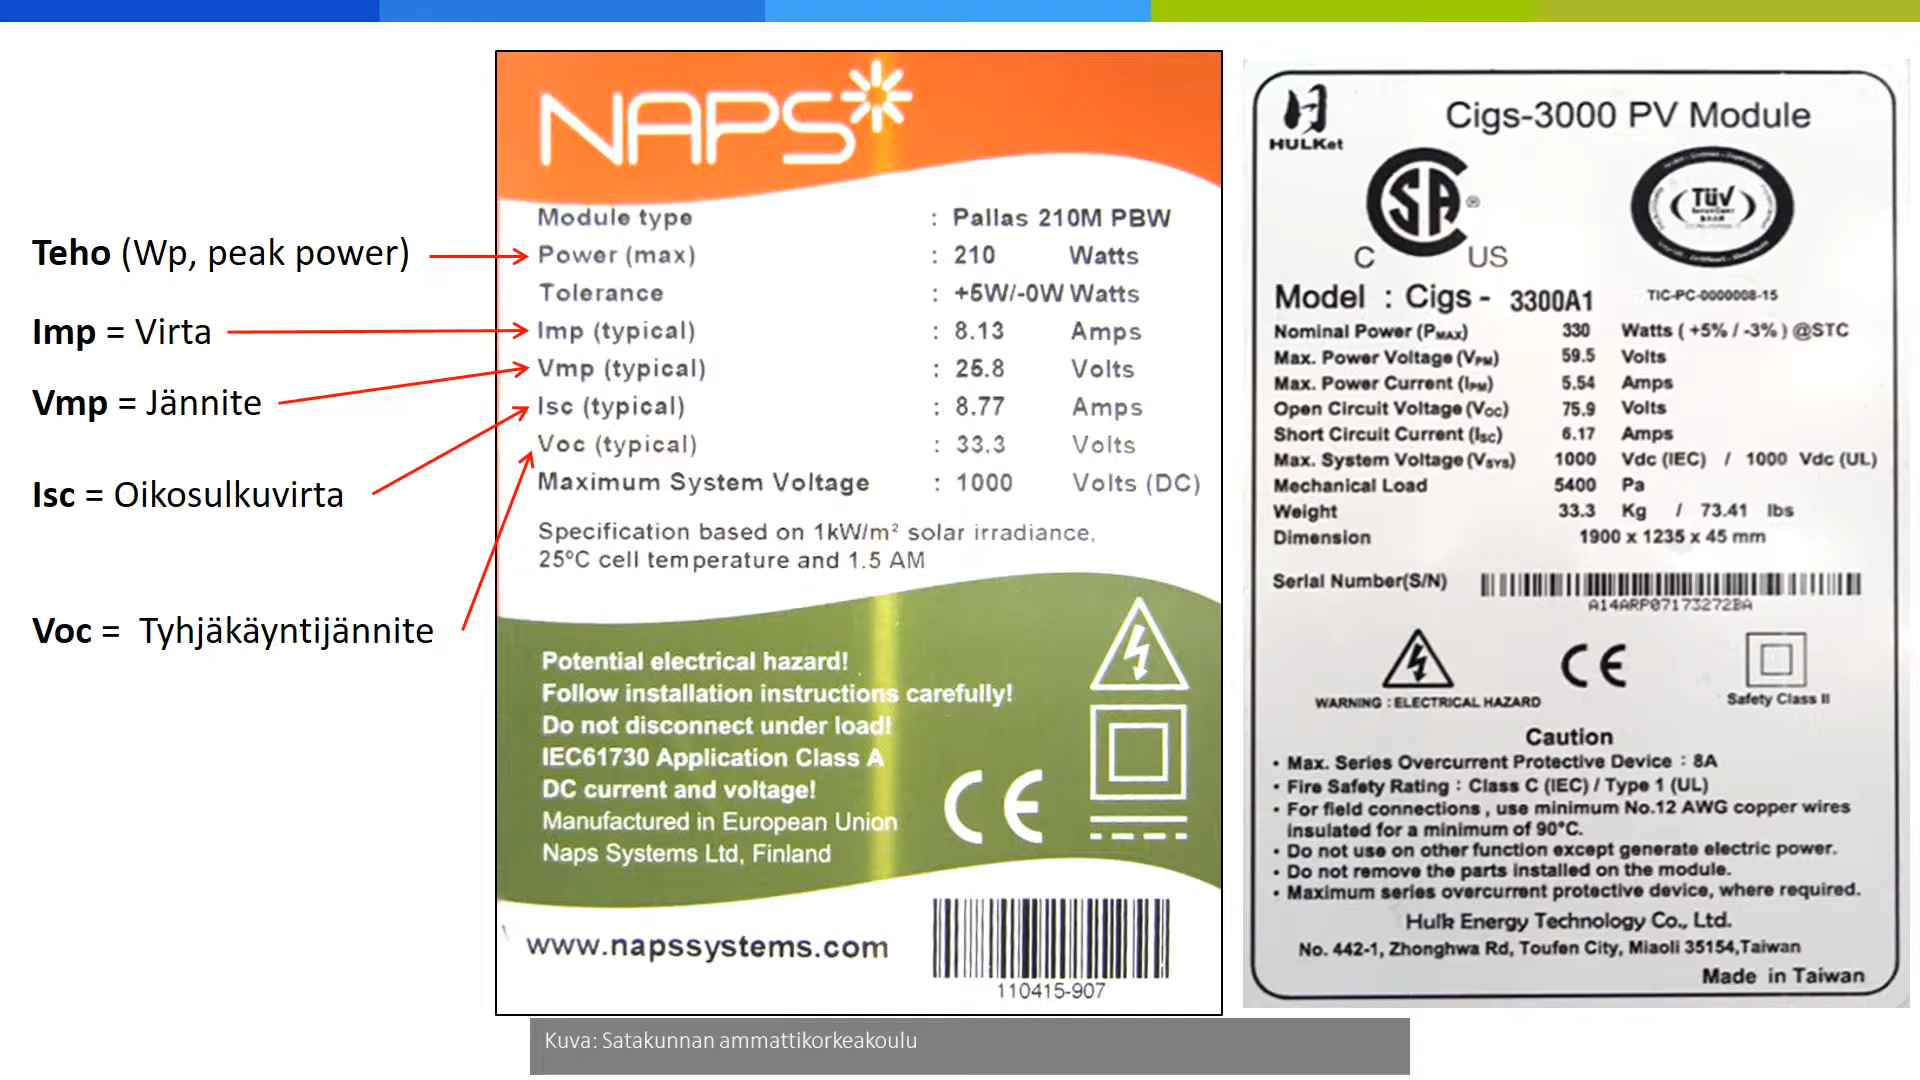 Teho (Wp, peak power)
Imp = Virta
Vmp = Jännite
Isc = Oikosulkuvirta
Voc = Tyhjäkäyntijännite
NAPS
Module type : Pallas 210M PBW
Power (max) : 210 Watts
Tolerance : +5W/-0W Watts
Imp (typical) : 8.13 Amps
Vmp (typical) : 25.8 Volts
Isc (typical) : 8.77 Amps
Voc (typical) : 33.3 Volts
Maximum System Voltage : 1000 Volts (DC)
Specification based on 1kW/m² solar irradiance,
25ºC cell temperature and 1.5 AM
Potential electrical hazard!
Follow installation instructions carefully!
Do not disconnect under load!
IEC61730 Application Class A
DC current and voltage!
Manufactured in European Union
Naps Systems Ltd, Finland
CE
www.napssystems.com
110415-907
HULKet
Cigs-3000 PV Module
SA
®
C US
TÜV
TIC-PC-0000008-15
Model : Cigs - 3300A1
Nominal Power (PMAX) 330 Watts ( +5% / -3% ) @STC
Max. Power Voltage (VPM) 59.5 Volts
Max. Power Current (IPM) 5.54 Amps
Open Circuit Voltage (VOC) 75.9 Volts
Short Circuit Current (ISC) 6.17 Amps
Max. System Voltage (VSYS) 1000 Vdc (IEC) / 1000 Vdc (UL)
Mechanical Load 5400 Pa
Weight 33.3 Kg / 73.41 lbs
Dimension 1900 x 1235 x 45 mm
Serial Number(S/N)
A14ARP07173272BA
CE
WARNING : ELECTRICAL HAZARD
Safety Class II
Caution
• Max. Series Overcurrent Protective Device : 8A
• Fire Safety Rating : Class C (IEC) / Type 1 (UL)
• For field connections , use minimum No.12 AWG copper wires
insulated for a minimum of 90°C.
• Do not use on other function except generate electric power.
• Do not remove the parts installed on the module.
• Maximum series overcurrent protective device, where required.
Hulk Energy Technology Co., Ltd.
No. 442-1, Zhonghwa Rd, Toufen City, Miaoli 35154,Taiwan
Made in Taiwan
Kuva: Satakunnan ammattikorkeakoulu